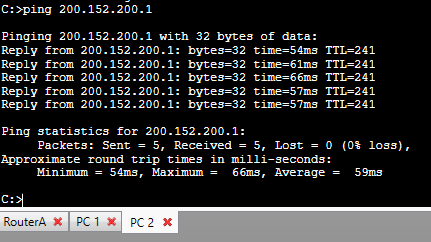 C:>ping 200.152.200.1
Pinging 200.152.200.1 with 32 bytes of data:
Reply from 200.152.200.1: bytes=32 time=54ms TTL=241
Reply from 200.152.200.1: bytes=32 time=61ms TTL=241
Reply from 200.152.200.1: bytes=32 time=66ms TTL=241
Reply from 200.152.200.1: bytes=32 time=57ms TTL=241
Reply from 200.152.200.1: bytes=32 time=57ms TTL=241
Ping statistics for 200.152.200.1:
Packets: Sent = 5, Received = 5, Lost = 0 (0% loss),
Approximate round trip times in milli-seconds:
Minimum = 54ms, Maximum =  66ms, Average =  59ms
C:>
RouterA PC 1 PC 2